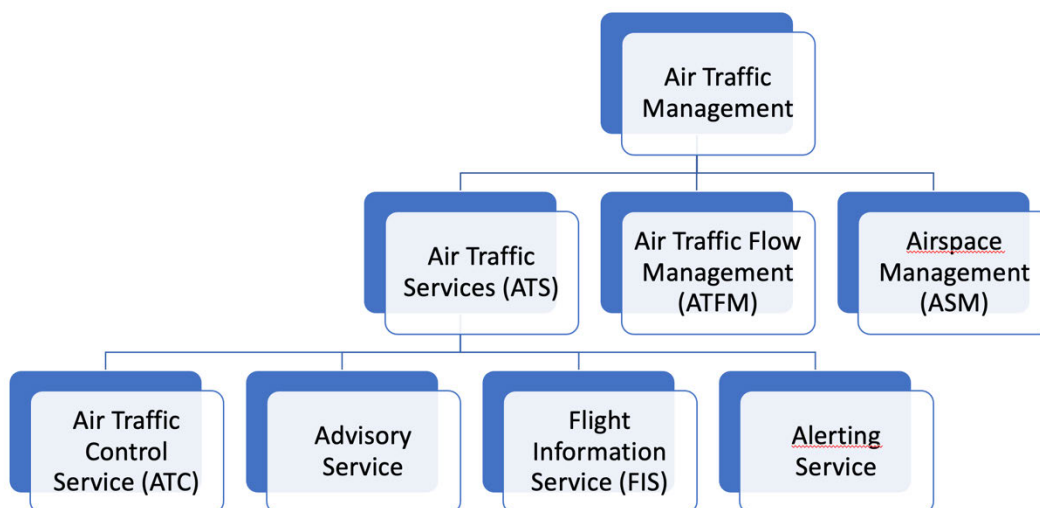 Air Traffic
Management
Air Traffic
Services (ATS)
Air Traffic Flow
Management
(ATFM)
Airspace
Management
(ASM)
Air Traffic
Control
Service (ATC)
Advisory
Service
Flight
Information
Service (FIS)
Alerting
Service